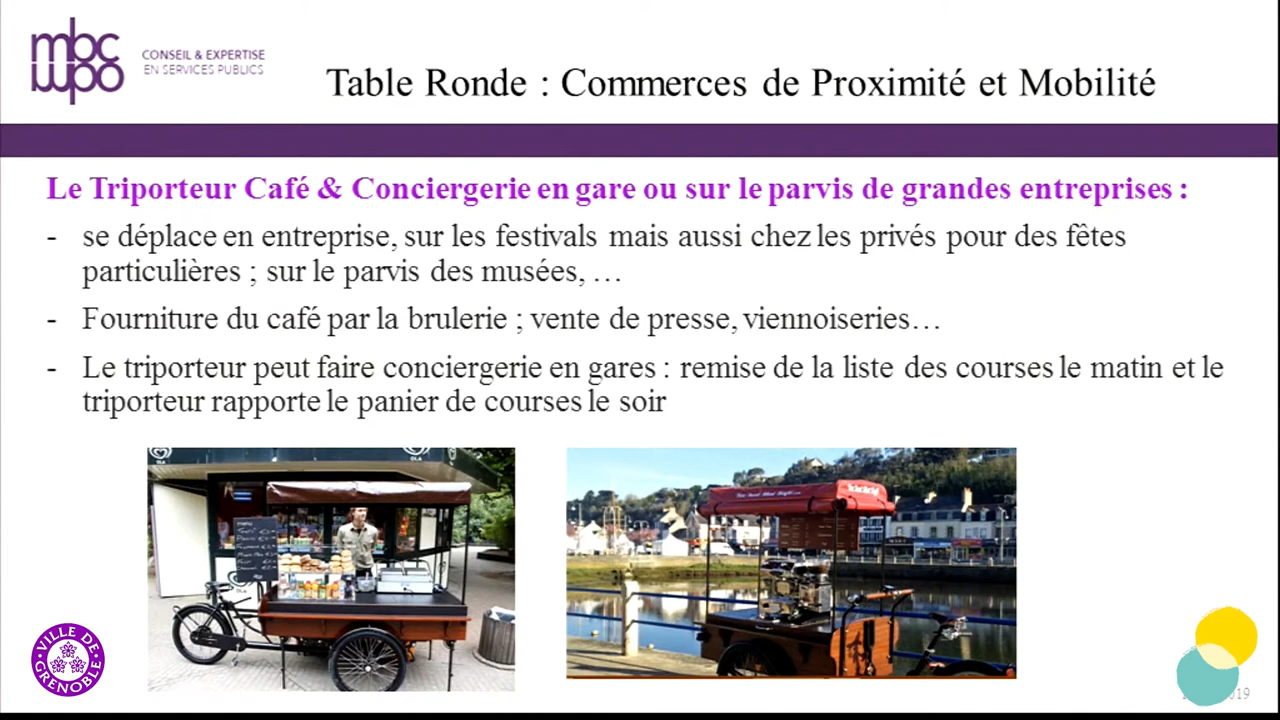 mbc
CONSEIL & EXPERTISE
EN SERVICES PUBLICS
Table Ronde : Commerces de Proximité et Mobilité
Le Triporteur Café & Conciergerie en gare ou sur le parvis de grandes entreprises :
- se déplace en entreprise, sur les festivals mais aussi chez les privés pour des fêtes
particulières ; sur le parvis des musées, …
- Fourniture du café par la brulerie ; vente de presse, viennoiseries…
- Le triporteur peut faire conciergerie en gares : remise de la liste des courses le matin et le
triporteur rapporte le panier de courses le soir
OLA
OLA
OLA
VILLE DE
GRENOBLE